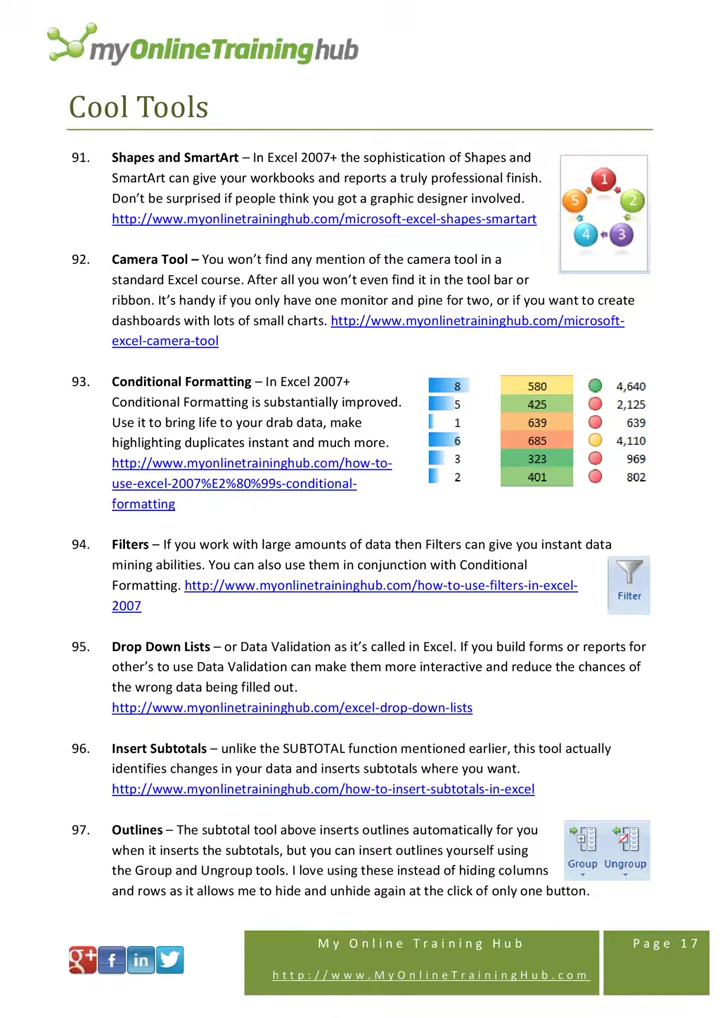 myOnlineTraininghub
Cool Tools
91. Shapes and SmartArt – In Excel 2007+ the sophistication of Shapes and
SmartArt can give your workbooks and reports a truly professional finish.
Don't be surprised if people think you got a graphic designer involved.
http://www.myonlinetraininghub.com/microsoft-excel-shapes-smartart
1
5 2
4 3
92. Camera Tool – You won't find any mention of the camera tool in a
standard Excel course. After all you won't even find it in the tool bar or
ribbon. It's handy if you only have one monitor and pine for two, or if you want to create
dashboards with lots of small charts. http://www.myonlinetraininghub.com/microsoft-
excel-camera-tool
93. Conditional Formatting – In Excel 2007+
Conditional Formatting is substantially improved.
Use it to bring life to your drab data, make
highlighting duplicates instant and much more.
http://www.myonlinetraininghub.com/how-to-
use-excel-2007%E2%80%99s-conditional-
formatting
8 580 4,640
5 425 2,125
1 639 639
6 685 4,110
3 323 969
2 401 802
94. Filters – If you work with large amounts of data then Filters can give you instant data
mining abilities. You can also use them in conjunction with Conditional
Formatting. http://www.myonlinetraininghub.com/how-to-use-filters-in-excel-
2007
Filter
95. Drop Down Lists – or Data Validation as it's called in Excel. If you build forms or reports for
other's to use Data Validation can make them more interactive and reduce the chances of
the wrong data being filled out.
http://www.myonlinetraininghub.com/excel-drop-down-lists
96. Insert Subtotals – unlike the SUBTOTAL function mentioned earlier, this tool actually
identifies changes in your data and inserts subtotals where you want.
http://www.myonlinetraininghub.com/how-to-insert-subtotals-in-excel
97. Outlines – The subtotal tool above inserts outlines automatically for you
when it inserts the subtotals, but you can insert outlines yourself using
the Group and Ungroup tools. I love using these instead of hiding columns
and rows as it allows me to hide and unhide again at the click of only one button.
Group Ungroup
g+ f in
My Online Training Hub Page 17
http://www.MyOnlineTrainingHub.com